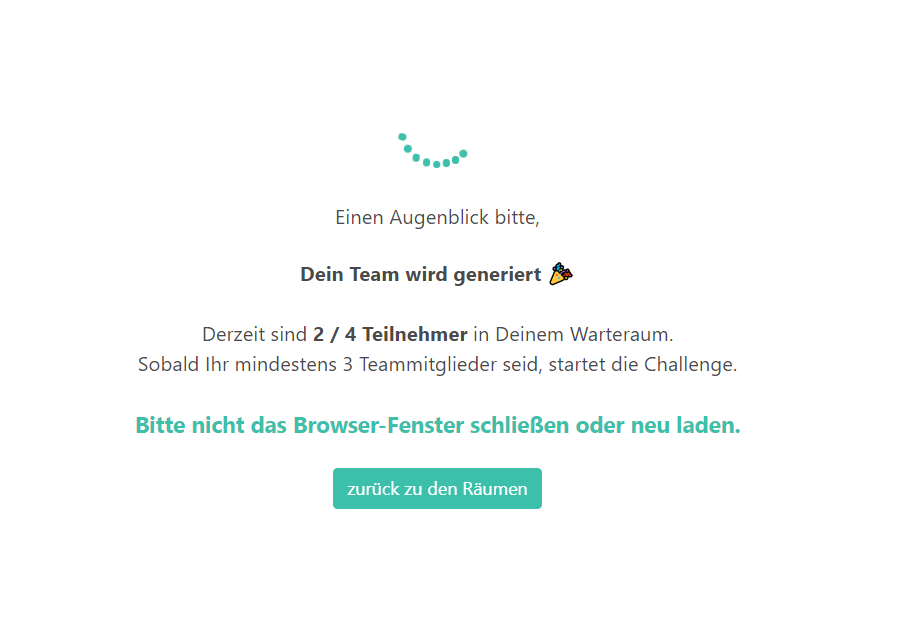 Einen Augenblick bitte,
Dein Team wird generiert 🎉
Derzeit sind 2 / 4 Teilnehmer in Deinem Warteraum.
Sobald Ihr mindestens 3 Teammitglieder seid, startet die Challenge.
Bitte nicht das Browser-Fenster schließen oder neu laden.
zurück zu den Räumen